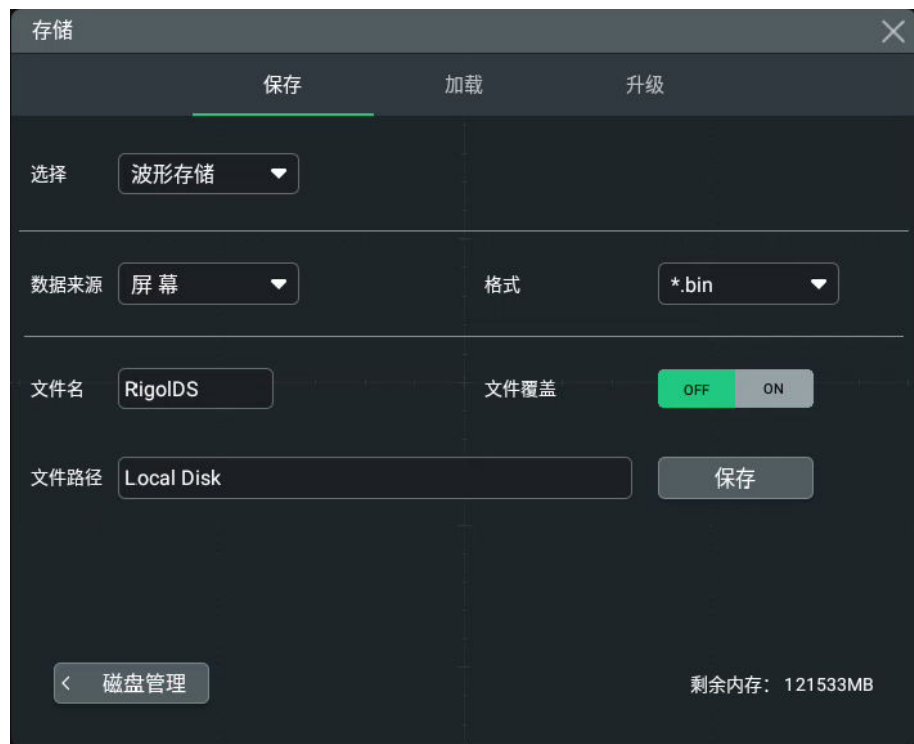 存储
保存 加载 升级
选择 波形存储
数据来源 屏幕 格式 *.bin
文件名 RigolDS 文件覆盖 OFF ON
文件路径 Local Disk 保存
< 磁盘管理 剩余内存: 121533MB